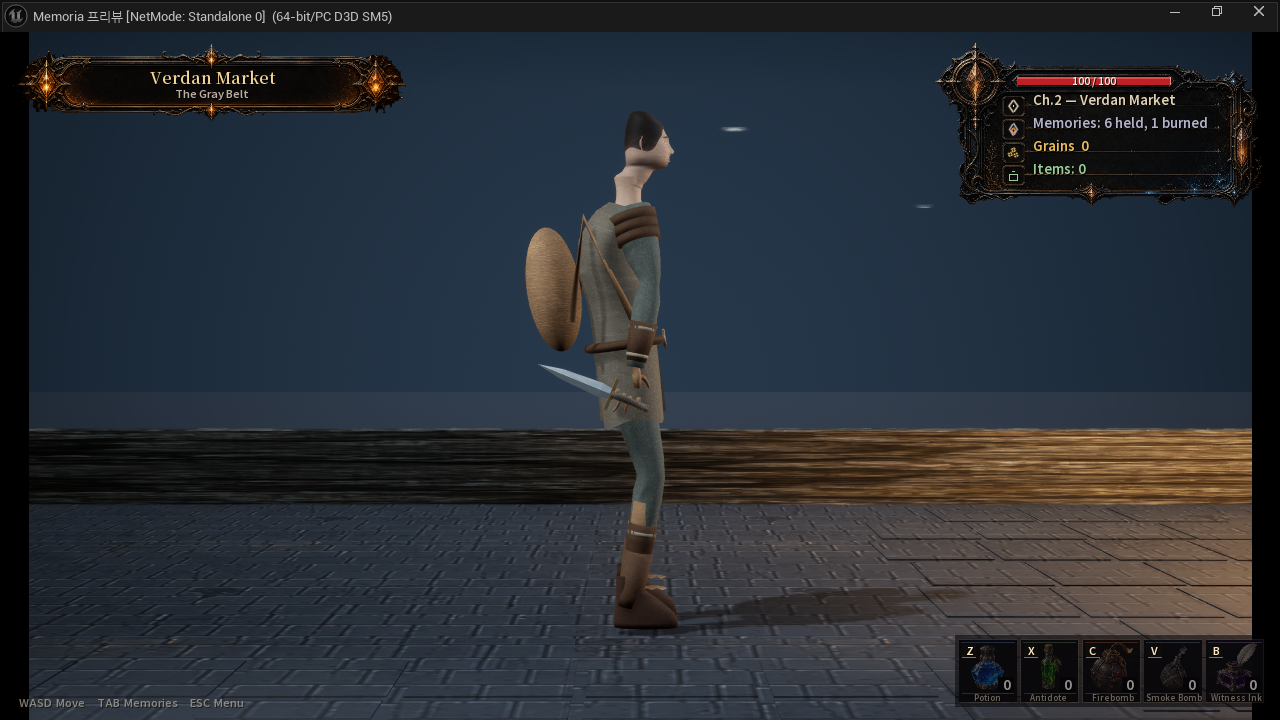 Memoria 프리뷰 [NetMode: Standalone 0] (64-bit/PC D3D SM5)
Verdan Market
The Gray Belt
100 / 100
Ch.2 — Verdan Market
Memories: 6 held, 1 burned
Grains 0
Items: 0
Z X C V B
0 0 0 0 0
Potion Antidote Firebomb Smoke Bomb Witness Ink
WASD Move TAB Memories ESC Menu